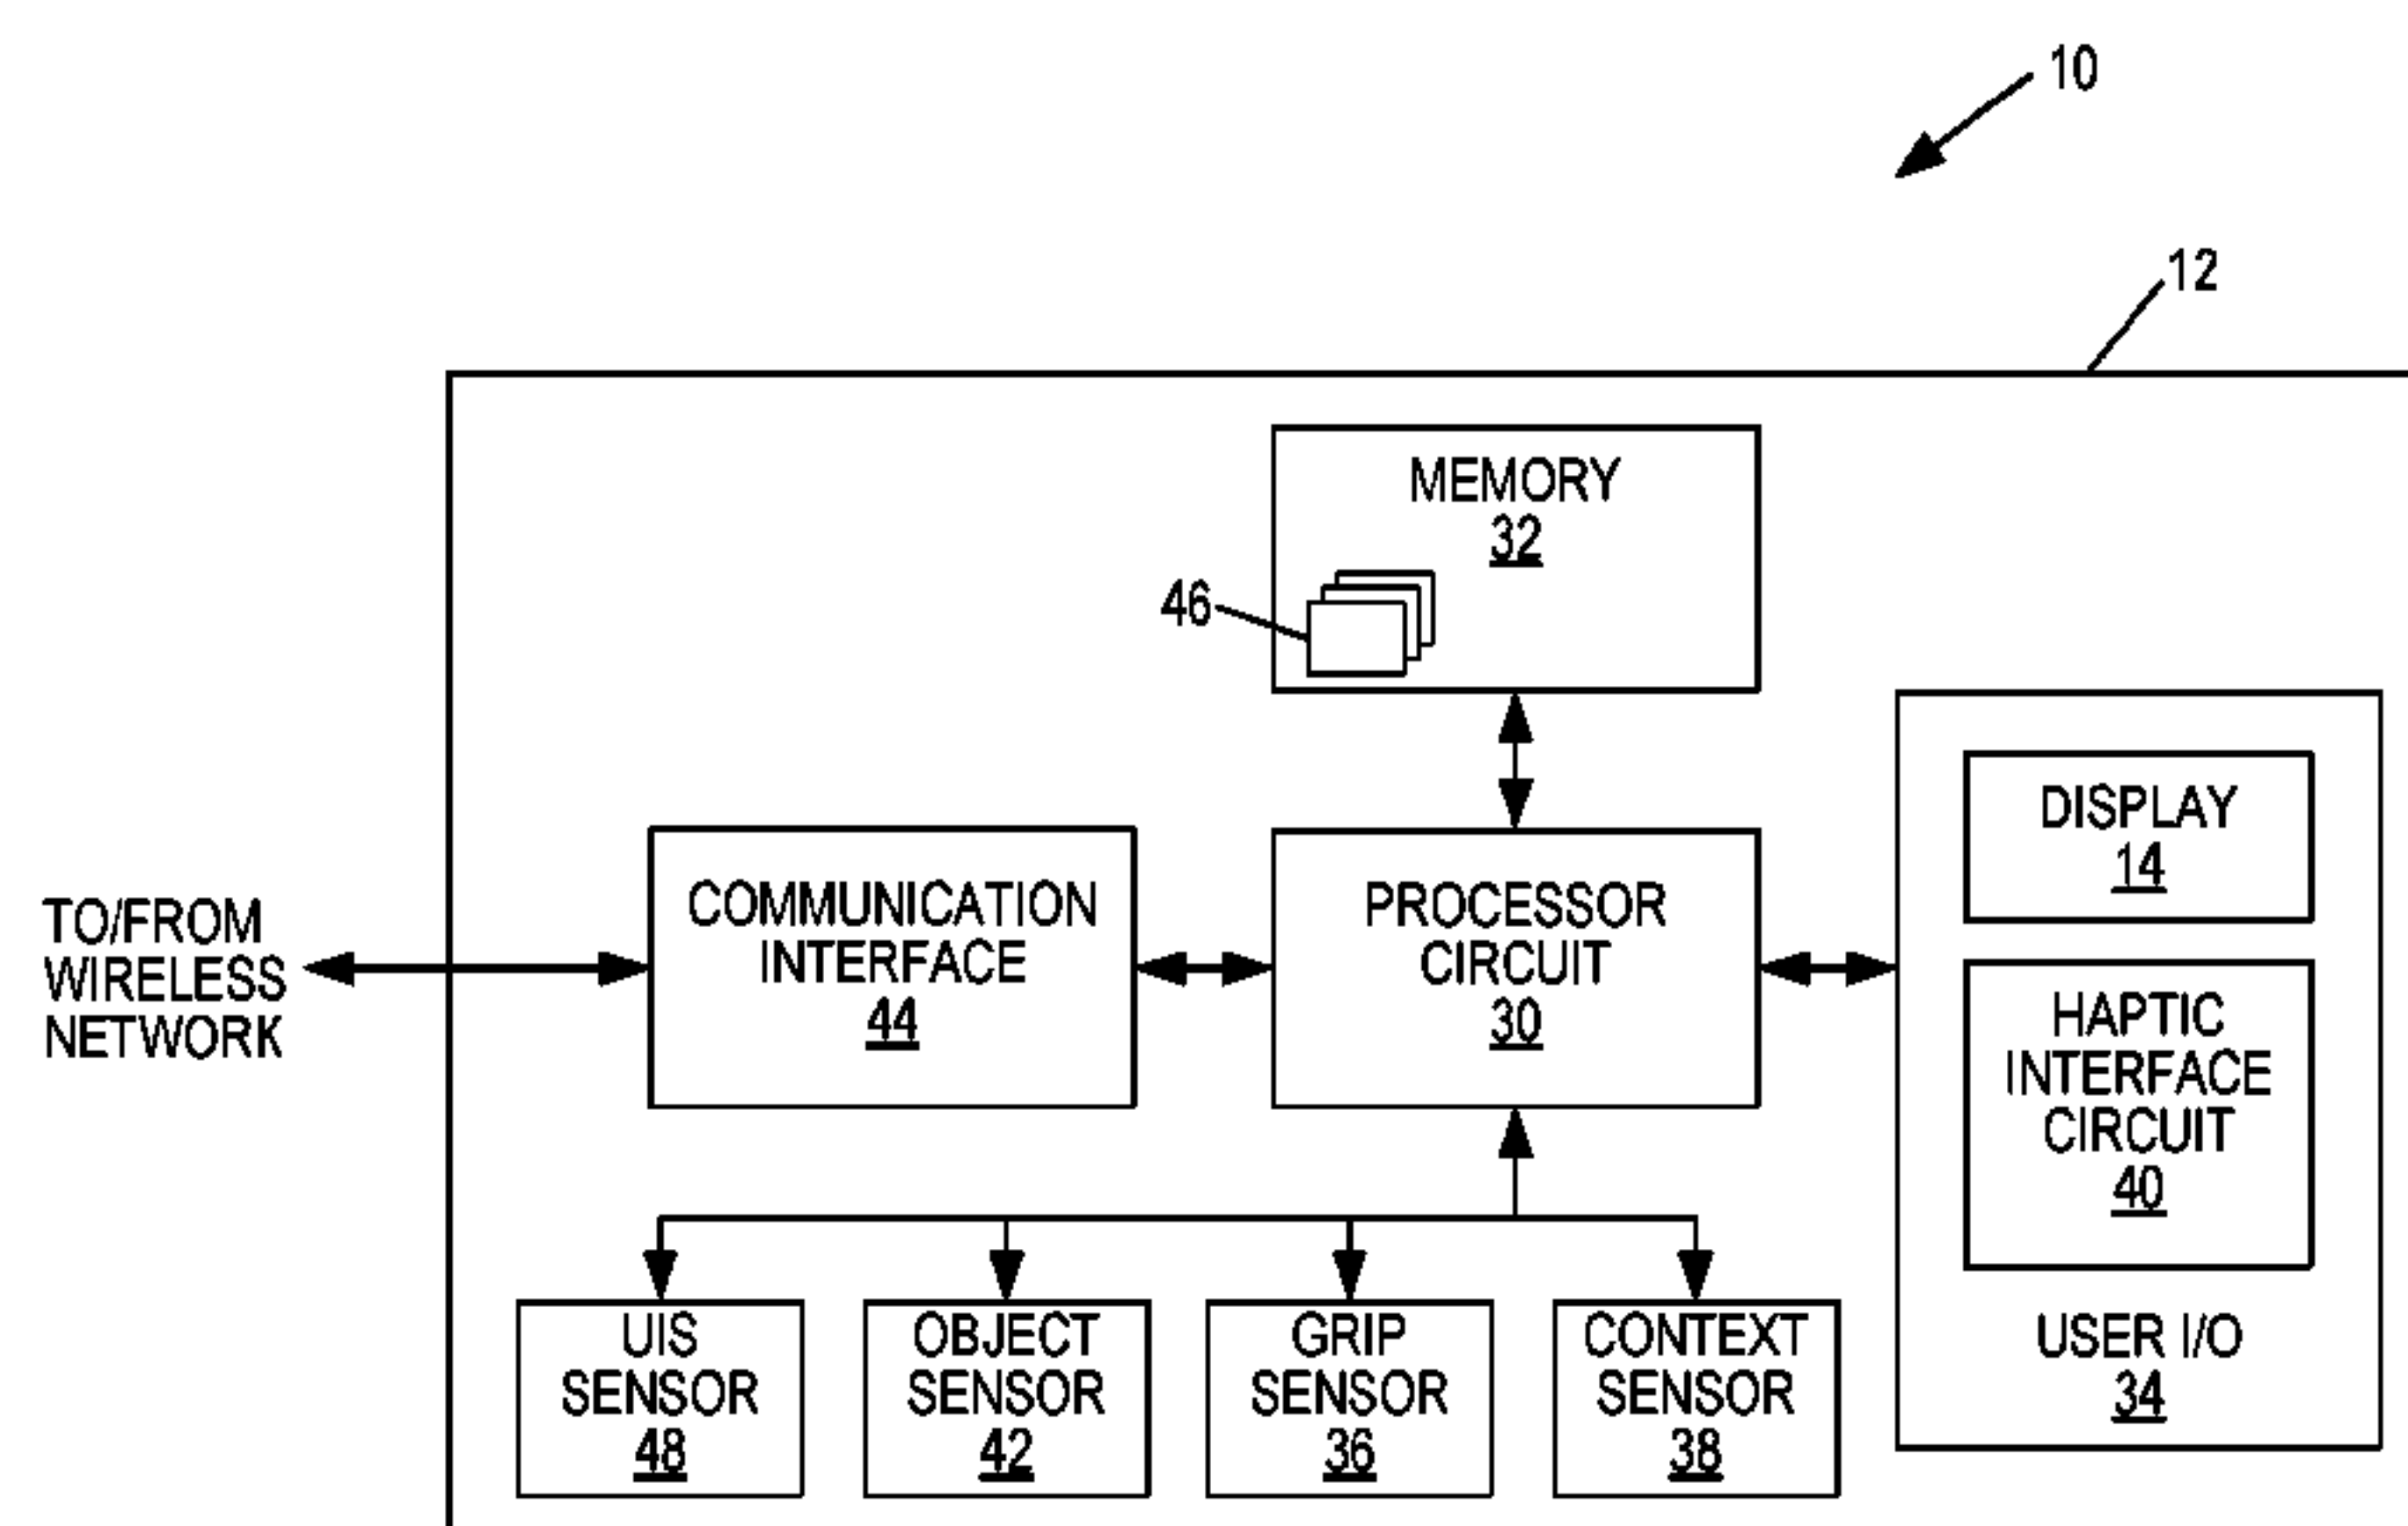 10
12
MEMORY
32
46
DISPLAY
14
TO/FROM
WIRELESS
NETWORK
COMMUNICATION
INTERFACE
44
PROCESSOR
CIRCUIT
30
HAPTIC
INTERFACE
CIRCUIT
40
UIS
SENSOR
48
OBJECT
SENSOR
42
GRIP
SENSOR
36
CONTEXT
SENSOR
38
USER I/O
34